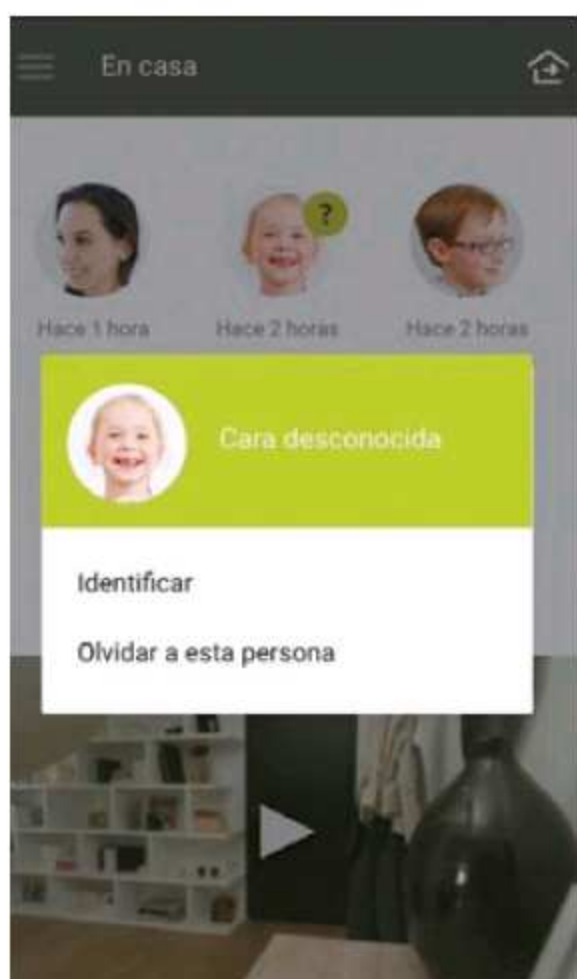 En casa
?
Hace 1 hora
Hace 2 horas
Hace 2 horas
Cara desconocida
Identificar
Olvidar a esta persona